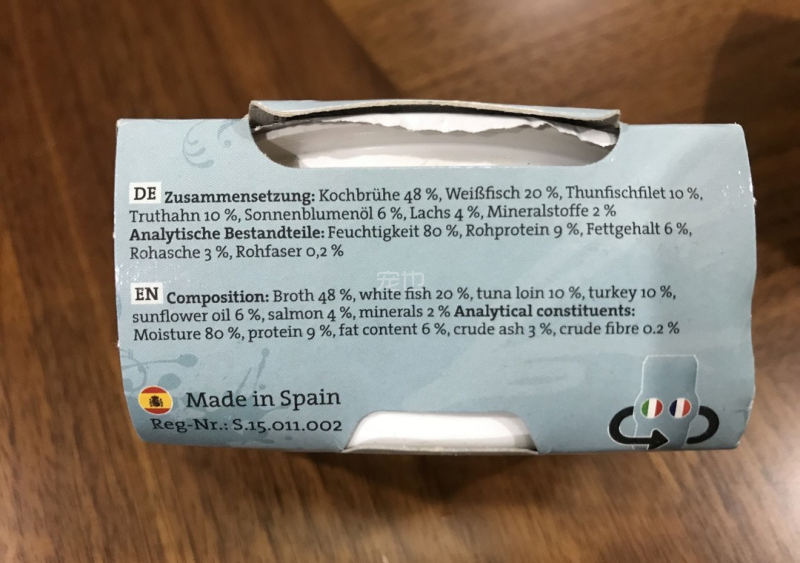 DE Zusammensetzung: Kochbrühe 48 %, Weißfisch 20 %, Thunfischfilet 10 %,
Truthahn 10 %, Sonnenblumenöl 6 %, Lachs 4 %, Mineralstoffe 2 %
Analytische Bestandteile: Feuchtigkeit 80 %, Rohprotein 9 %, Fettgehalt 6 %,
Rohasche 3 %, Rohfaser 0,2 %
宠也
EN Composition: Broth 48 %, white fish 20 %, tuna loin 10 %, turkey 10 %,
sunflower oil 6 %, salmon 4 %, minerals 2 % Analytical constituents:
Moisture 80 %, protein 9 %, fat content 6 %, crude ash 3 %, crude fibre 0.2 %
Made in Spain
Reg-Nr.: S.15.011.002